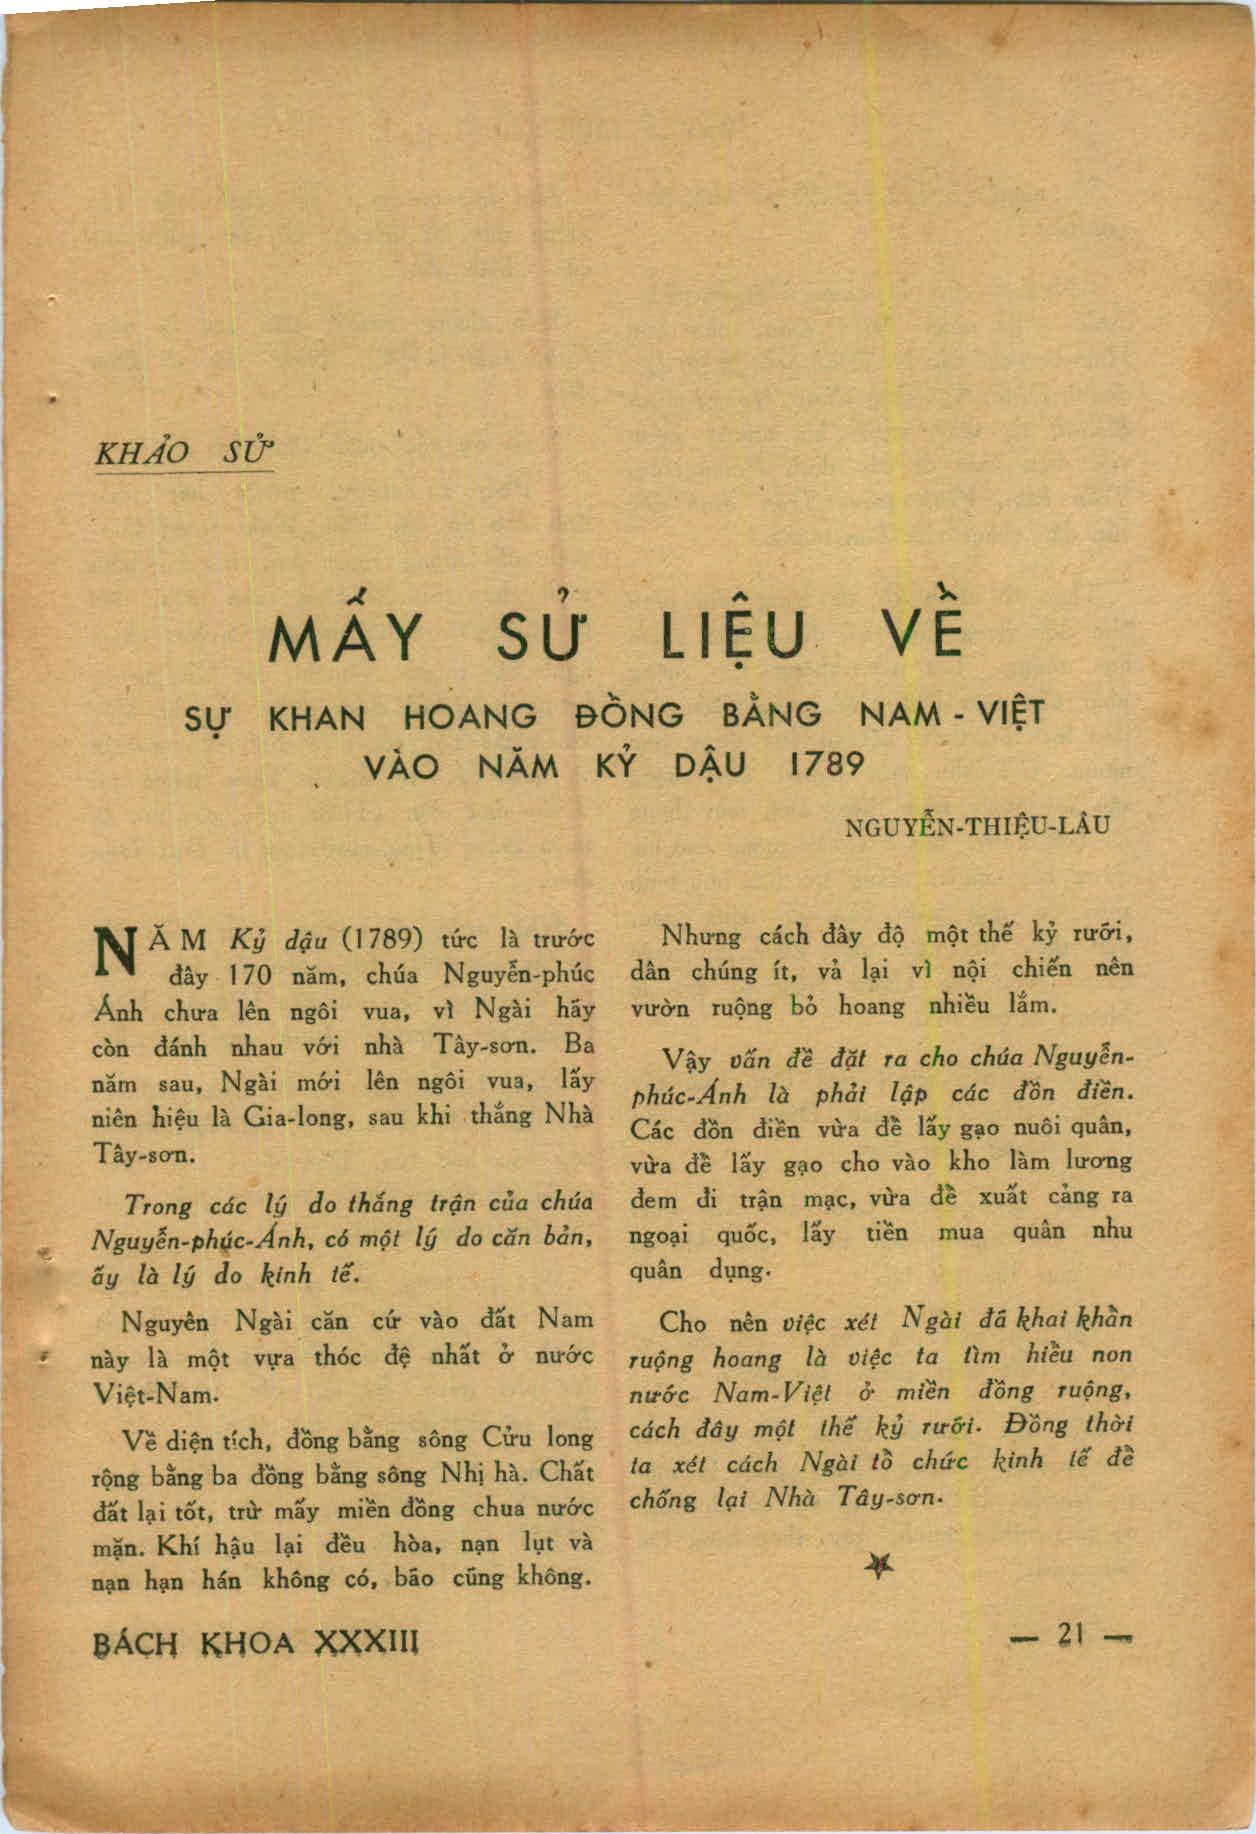 KHẢO SỬ
MẤY SỬ LIỆU VỀ
SỰ KHAN HOANG ĐỒNG BẰNG NAM - VIỆT
VÀO NĂM KỶ DẬU 1789
NGUYỄN-THIỆU-LÂU
NĂM Kỷ dậu (1789) tức là trước
đây 170 năm, chúa Nguyễn-phúc
Ánh chưa lên ngôi vua, vì Ngài hãy
còn đánh nhau với nhà Tây-sơn. Ba
năm sau, Ngài mới lên ngôi vua, lấy
niên hiệu là Gia-long, sau khi thắng Nhà
Tây-sơn.
Trong các lý do thắng trận của chúa
Nguyễn-phúc-Ánh, có một lý do căn bản,
ấy là lý do kinh tế.
Nguyên Ngài căn cứ vào đất Nam
này là một vựa thóc đệ nhất ở nước
Việt-Nam.
Về diện tích, đồng bằng sông Cửu long
rộng bằng ba đồng bằng sông Nhị hà. Chất
đất lại tốt, trừ mấy miền đồng chua nước
mặn. Khí hậu lại đều hòa, nạn lụt và
nạn hạn hán không có, bão cũng không.
Nhưng cách đây độ một thế kỷ rưỡi,
dân chúng ít, vả lại vì nội chiến nên
vườn ruộng bỏ hoang nhiều lắm.
Vậy vấn đề đặt ra cho chúa Nguyễn-
phúc-Ánh là phải lập các đồn điền.
Các đồn điền vừa để lấy gạo nuôi quân,
vừa để lấy gạo cho vào kho làm lương
đem đi trận mạc, vừa để xuất cảng ra
ngoại quốc, lấy tiền mua quân nhu
quân dụng.
Cho nên việc xét Ngài đã khai khẩn
ruộng hoang là việc ta tìm hiểu non
nước Nam-Việt ở miền đồng ruộng,
cách đây một thế kỷ rưỡi. Đồng thời
ta xét cách Ngài tổ chức kinh tế để
chống lại Nhà Tây-sơn.
BÁCH KHOA XXXIII
— 21 —